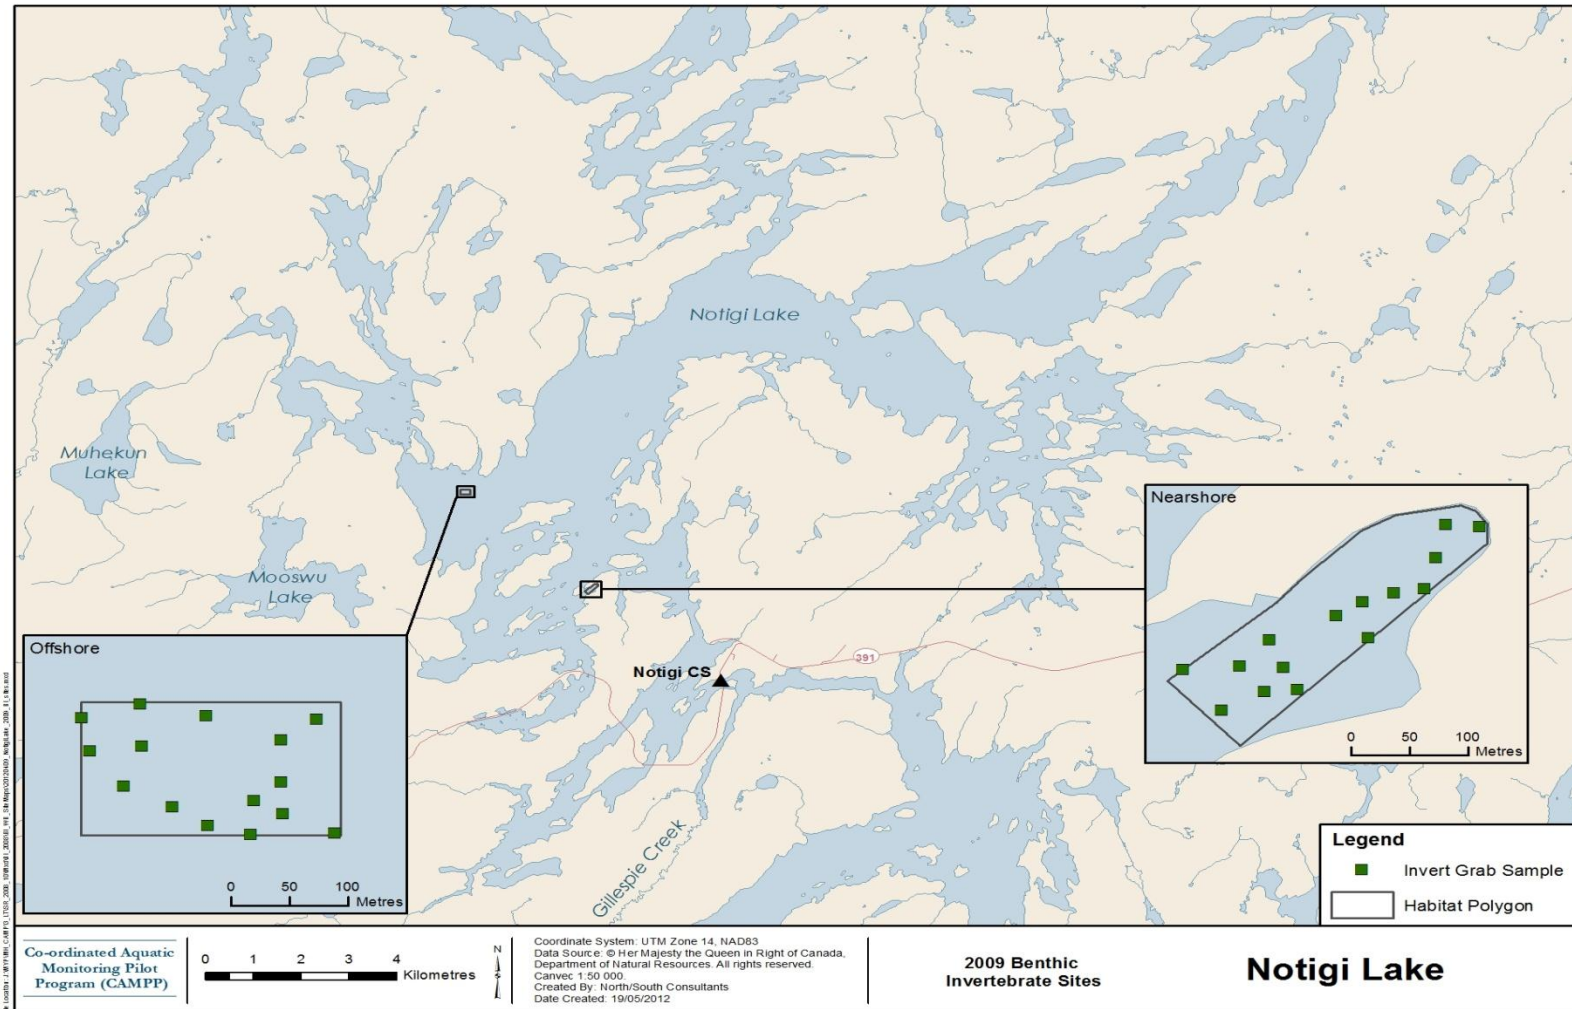 Notigi Lake
Muhekun
Lake
Mooswu
Lake
Nearshore
0 50 100
Metres
Offshore
0 50 100
Metres
391
Notigi CS
Gillespie Creek
Legend
Invert Grab Sample
Habitat Polygon
Co-ordinated Aquatic
Monitoring Pilot
Program (CAMPP)
0 1 2 3 4
Kilometres
N
Coordinate System: UTM Zone 14, NAD83
Data Source: © Her Majesty the Queen in Right of Canada,
Department of Natural Resources. All rights reserved.
Canvec 1:50 000.
Created By: North/South Consultants
Date Created: 19/05/2012
2009 Benthic
Invertebrate Sites
Notigi Lake